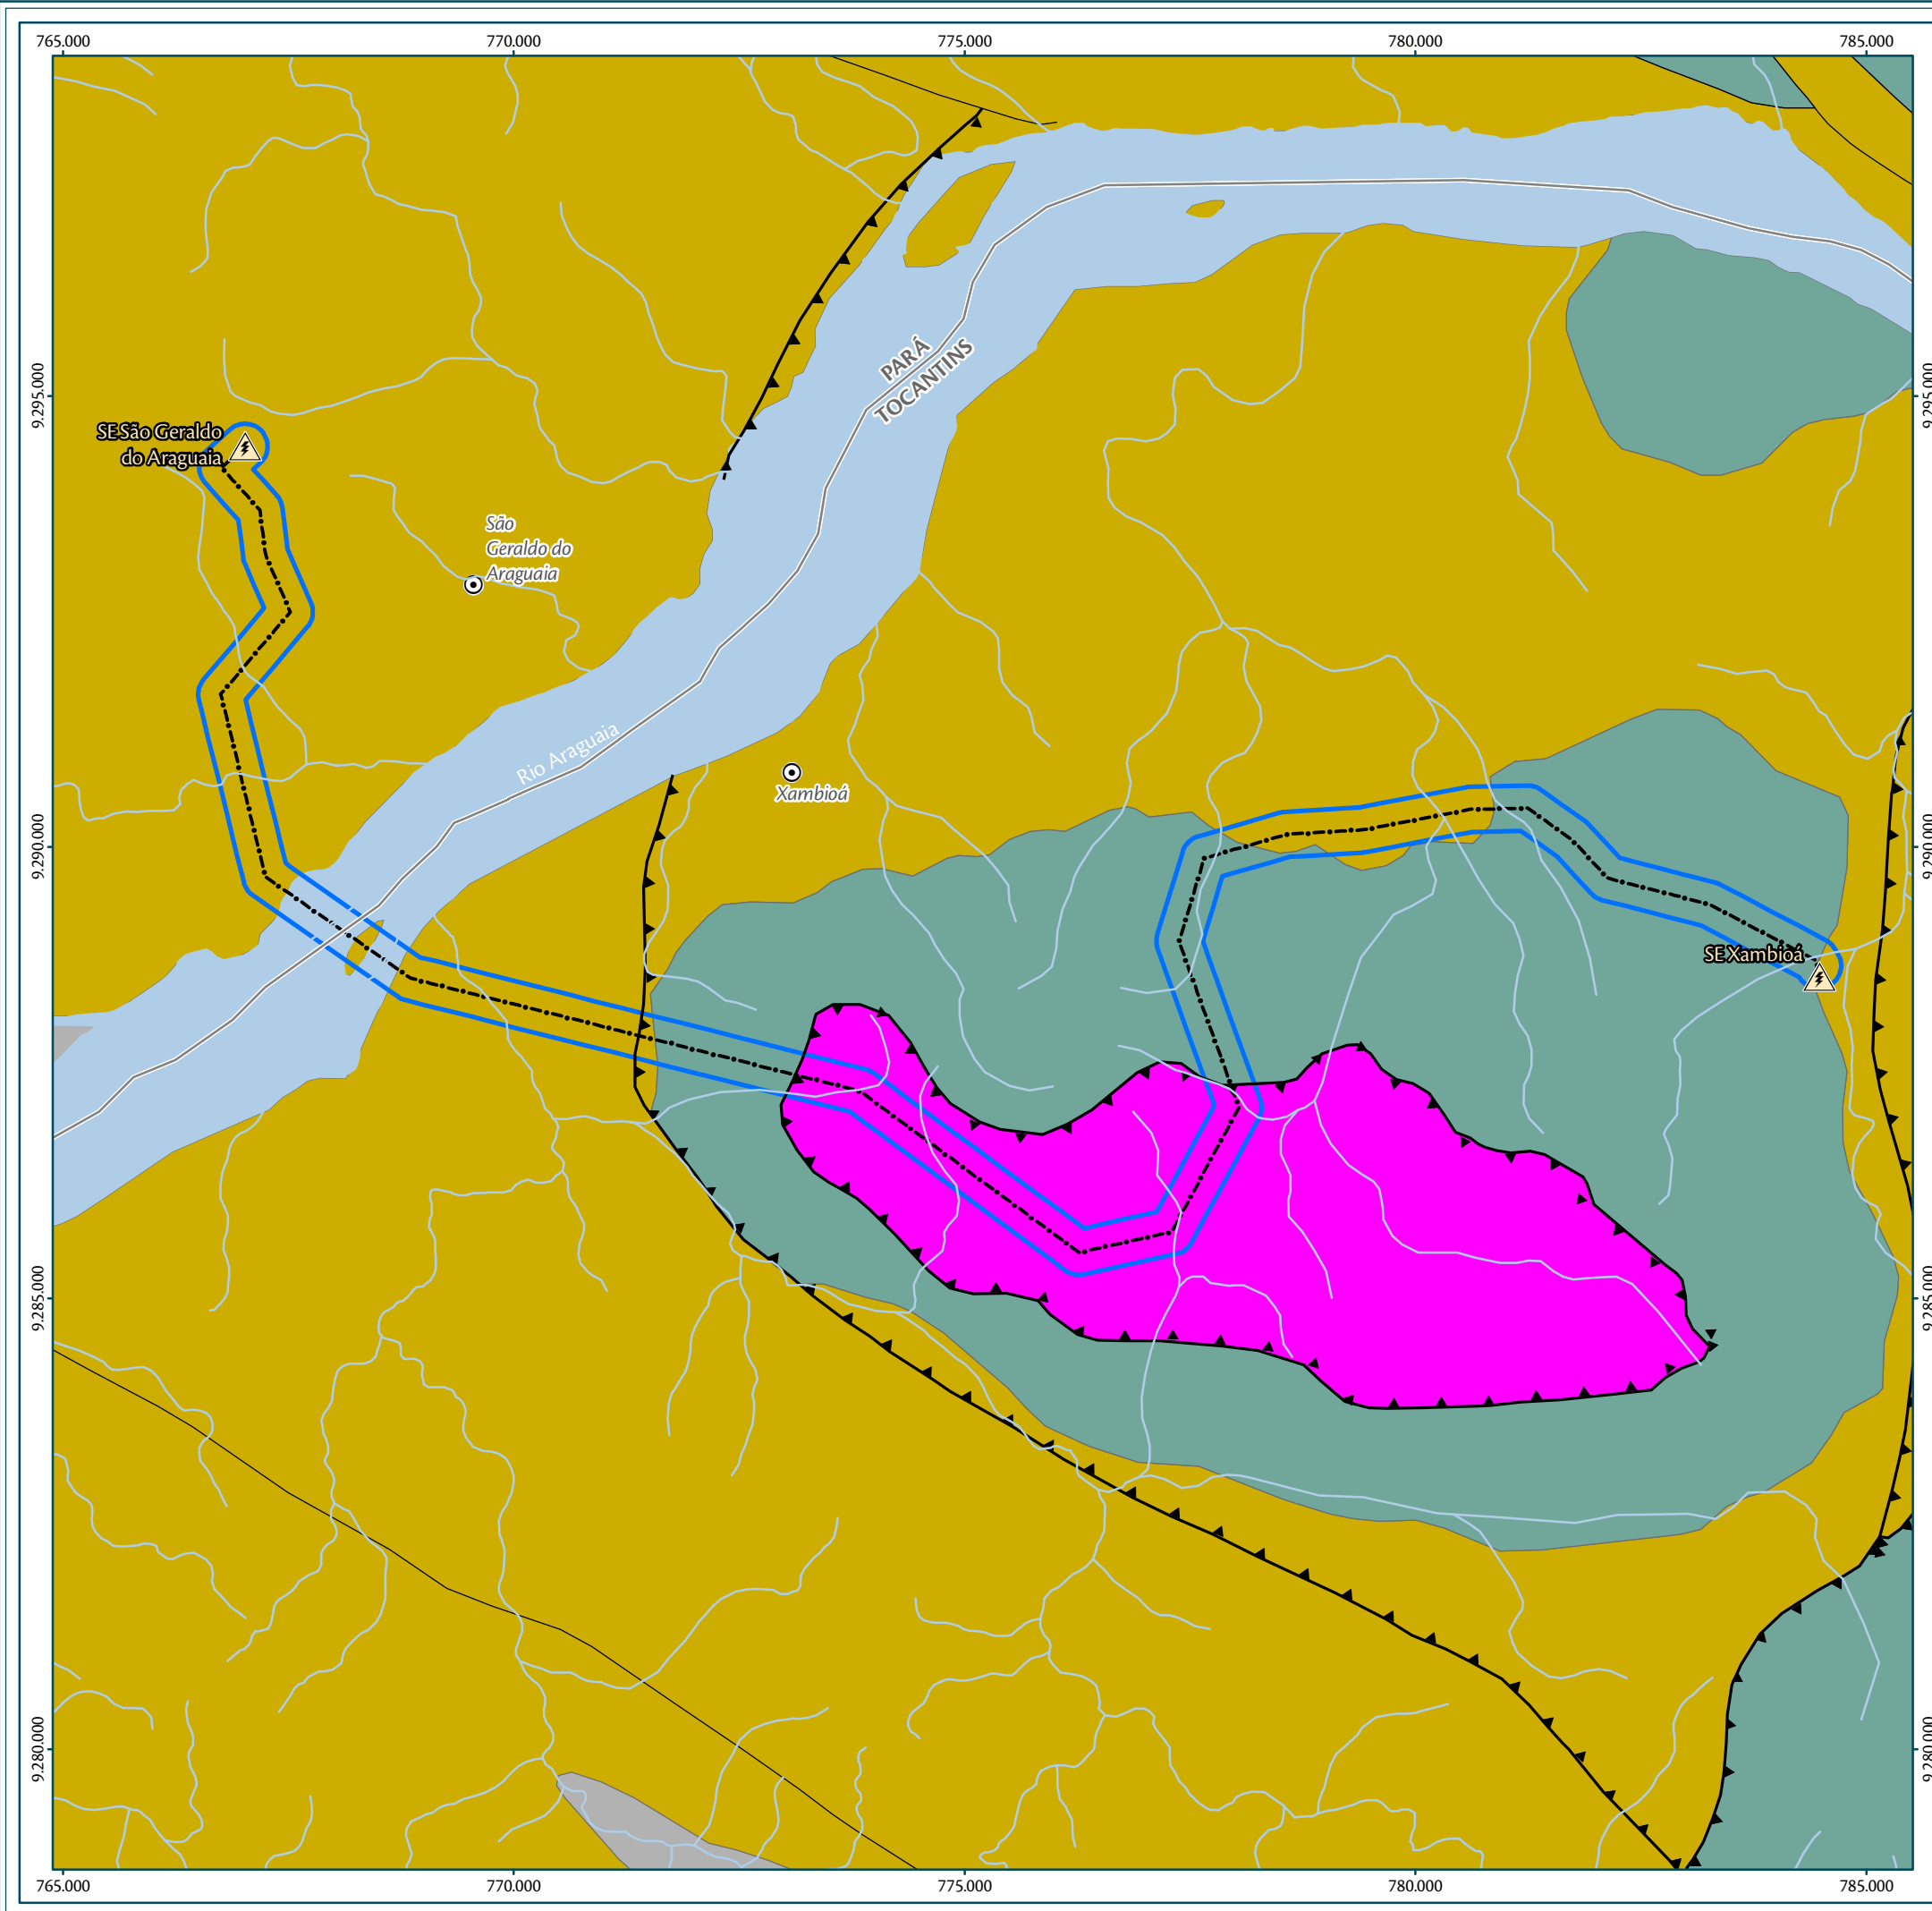 765.000
770.000
775.000
780.000
785.000
PARÁ
TOCANTINS
9.295.000
9.295.000
SE São Geraldo
do Araguaia
São
Geraldo do
Araguaia
Rio Araguaia
Xambioá
9.290.000
9.290.000
SE Xambioá
9.285.000
9.285.000
9.280.000
9.280.000
765.000
770.000
775.000
780.000
785.000